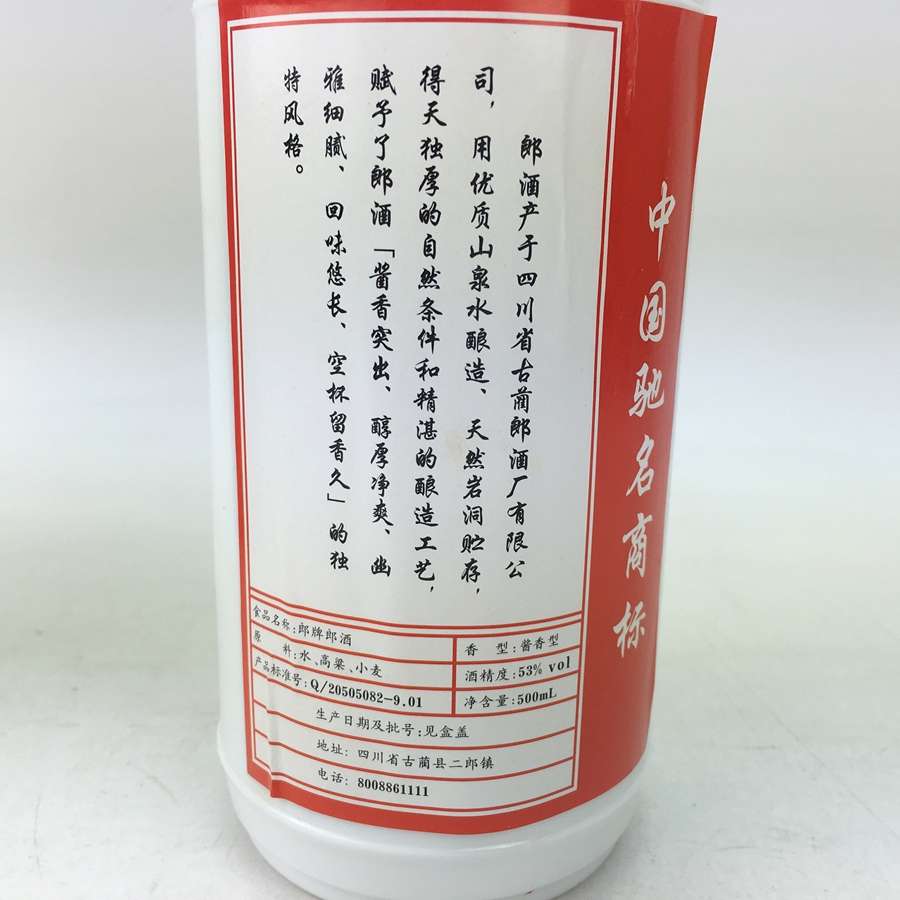 郎酒产于四川省古蔺郎酒厂有限公
司，用优质山泉水酿造、天然岩洞贮存，
得天独厚的自然条件和精湛的酿造工艺，
赋予了郎酒「酱香突出、醇厚净爽、幽
雅细腻、回味悠长、空杯留香久」的独
特风格。
中国驰名商标
食品名称：郎牌郎酒
香 型：酱香型
原 料：水、高粱、小麦
酒精度：53% vol
产品标准号：Q/20505082-9.01
净含量：500mL
生产日期及批号：见盒盖
地址：四川省古蔺县二郎镇
电话：8008861111